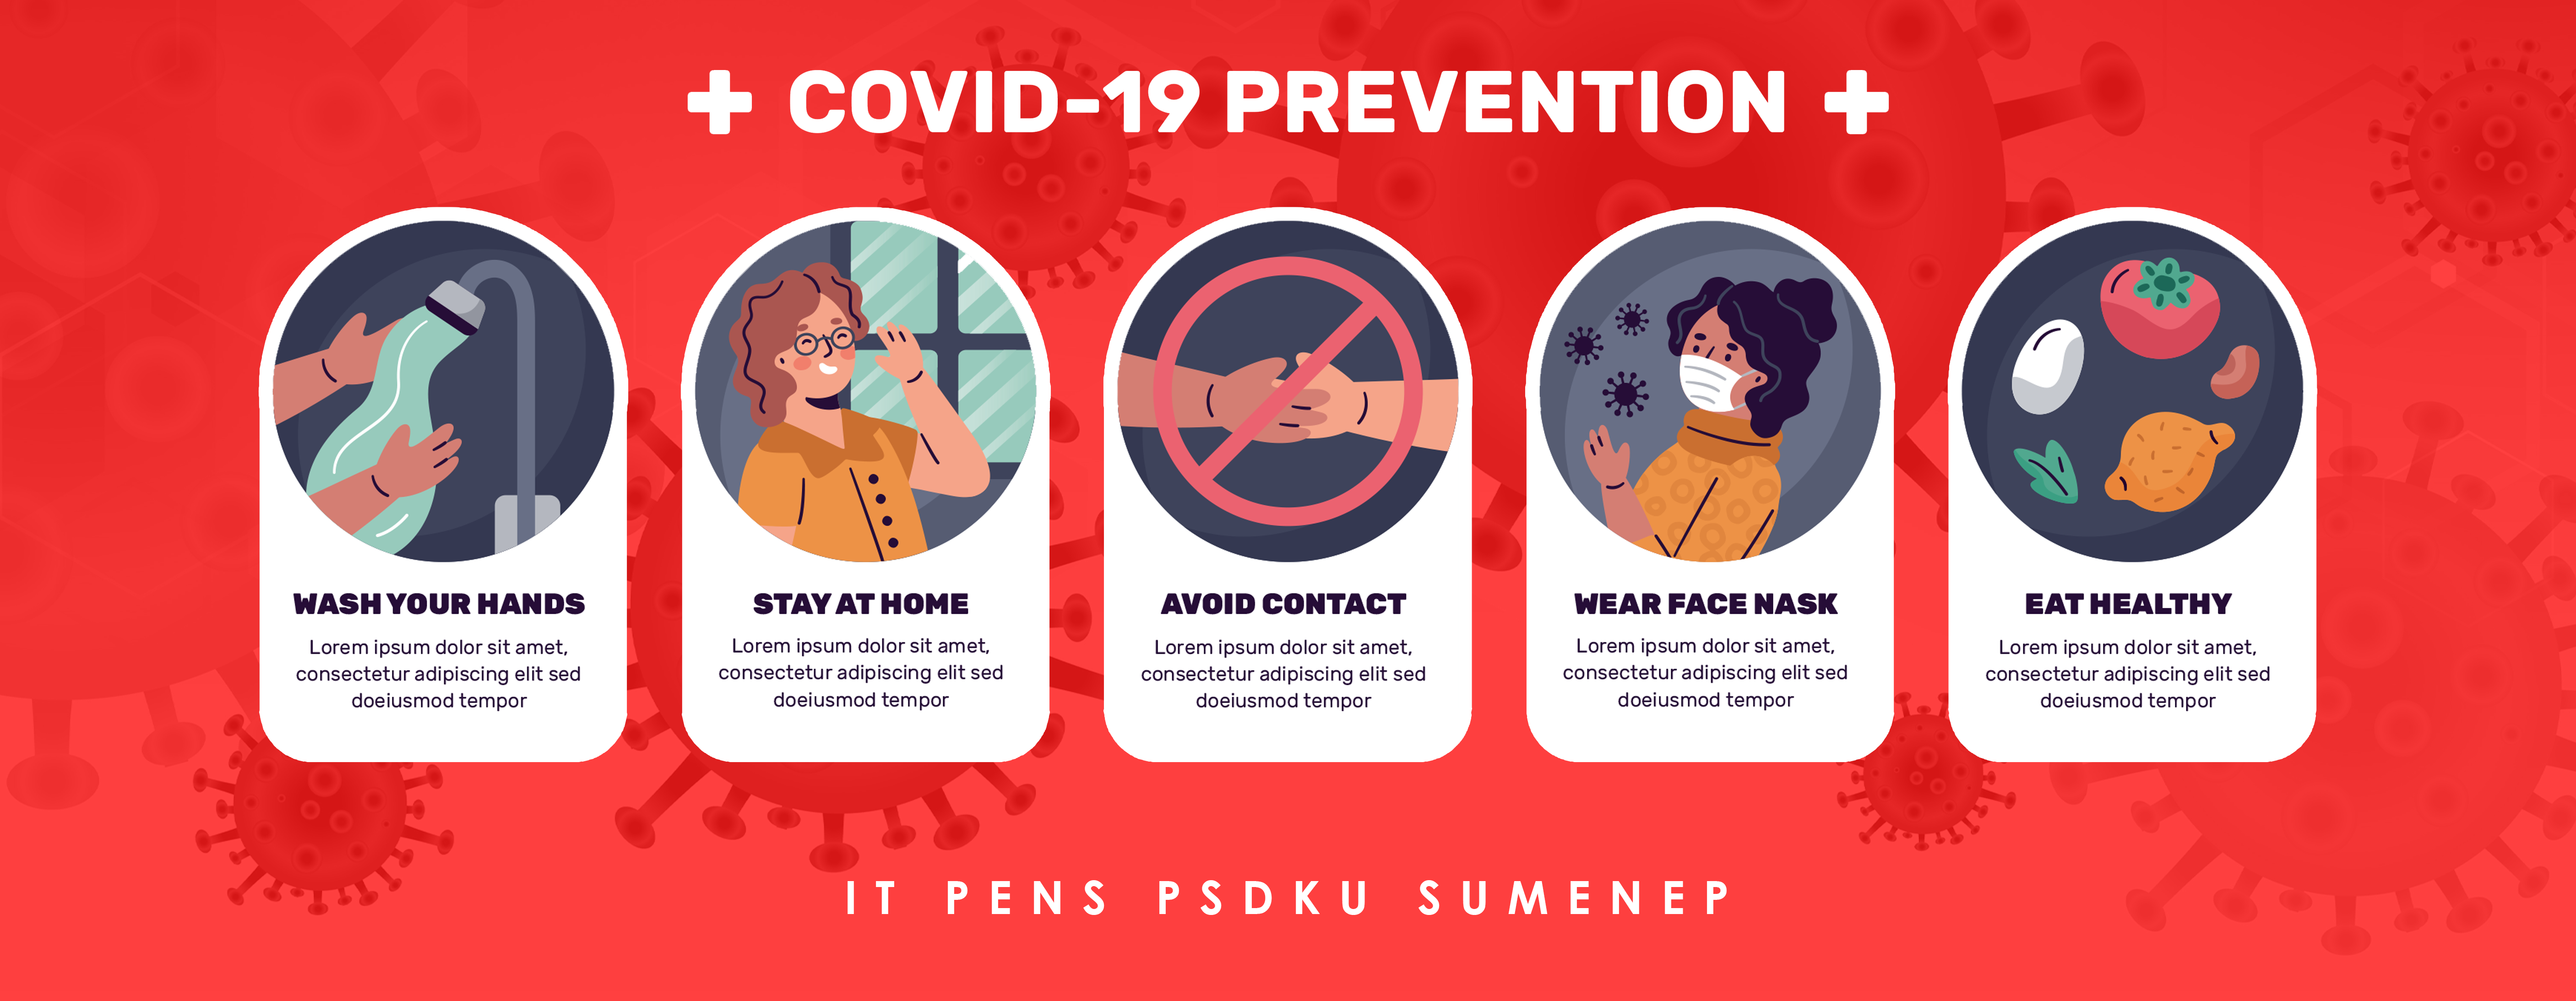 COVID-19 PREVENTION
WASH YOUR HANDS
Lorem ipsum dolor sit amet,
consectetur adipiscing elit sed
doeiusmod tempor
STAY AT HOME
Lorem ipsum dolor sit amet,
consectetur adipiscing elit sed
doeiusmod tempor
AVOID CONTACT
Lorem ipsum dolor sit amet,
consectetur adipiscing elit sed
doeiusmod tempor
WEAR FACE NASK
Lorem ipsum dolor sit amet,
consectetur adipiscing elit sed
doeiusmod tempor
EAT HEALTHY
Lorem ipsum dolor sit amet,
consectetur adipiscing elit sed
doeiusmod tempor
IT PENS PSDKU SUMENEP